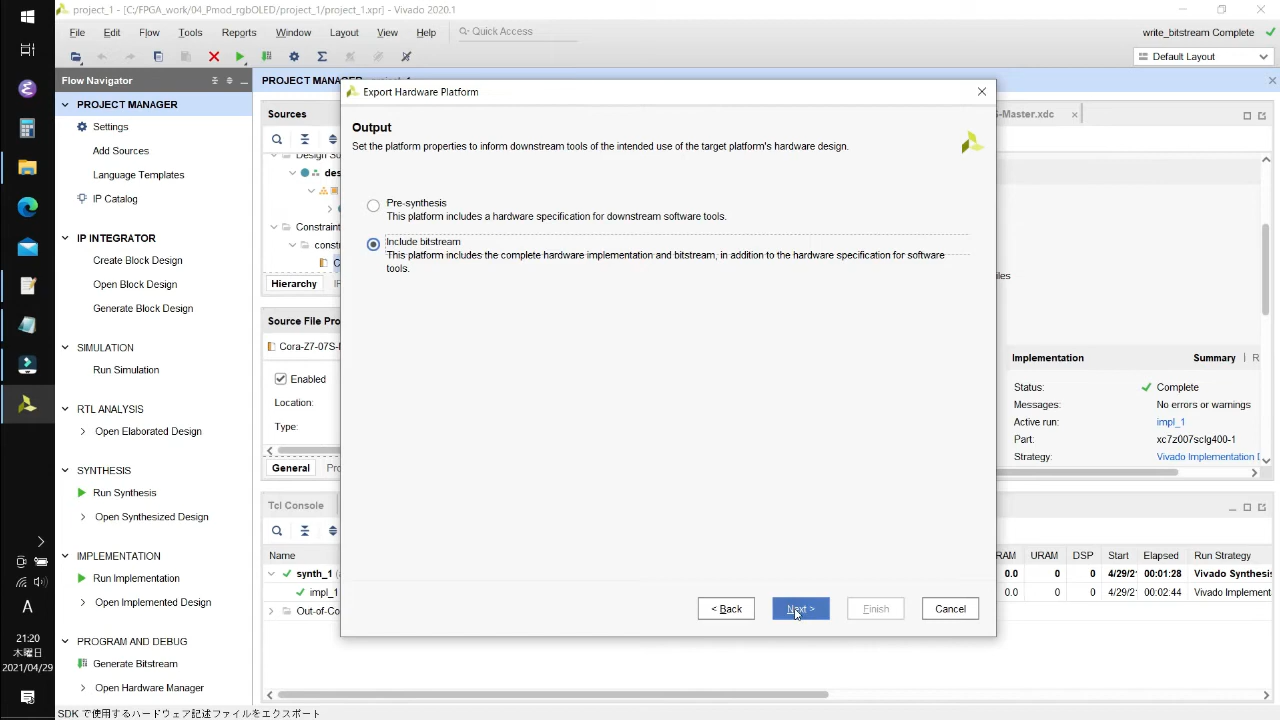 project_1 - [C:/FPGA_work/04_Pmod_rgbOLED/project_1/project_1.xpr] - Vivado 2020.1
File Edit Flow Tools Reports Window Layout View Help Quick Access
write_bitstream Complete
Default Layout
Flow Navigator
PROJECT MANAGER
Settings
Add Sources
Language Templates
IP Catalog
IP INTEGRATOR
Create Block Design
Open Block Design
Generate Block Design
SIMULATION
Run Simulation
RTL ANALYSIS
Open Elaborated Design
SYNTHESIS
Run Synthesis
Open Synthesized Design
IMPLEMENTATION
Run Implementation
Open Implemented Design
PROGRAM AND DEBUG
Generate Bitstream
Open Hardware Manager
PROJECT MANAGER
Sources
Design So
des
Constraint
constr
Hierarchy
Source File Pro
Cora-Z7-07S-
Enabled
Location:
Type:
General Pro
Tcl Console
Name
synth_1
impl_1
Out-of-Co
Export Hardware Platform
Output
Set the platform properties to inform downstream tools of the intended use of the target platform's hardware design.
Pre-synthesis
This platform includes a hardware specification for downstream software tools.
Include bitstream
This platform includes the complete hardware implementation and bitstream, in addition to the hardware specification for software
tools.
< Back Next > Finish Cancel
S-Master.xdc
iles
Implementation Summary | R
Status: Complete
Messages: No errors or warnings
Active run: impl_1
Part: xc7z007sclg400-1
Strategy: Vivado Implementation D
RAM URAM DSP Start Elapsed Run Strategy
0.0 0 0 4/29/2 00:01:28 Vivado Synthesis
0.0 0 0 4/29/2 00:02:44 Vivado Implement
A
21:20
木曜日
2021/04/29
SDK で使用するハードウェア記述ファイルをエクスポート